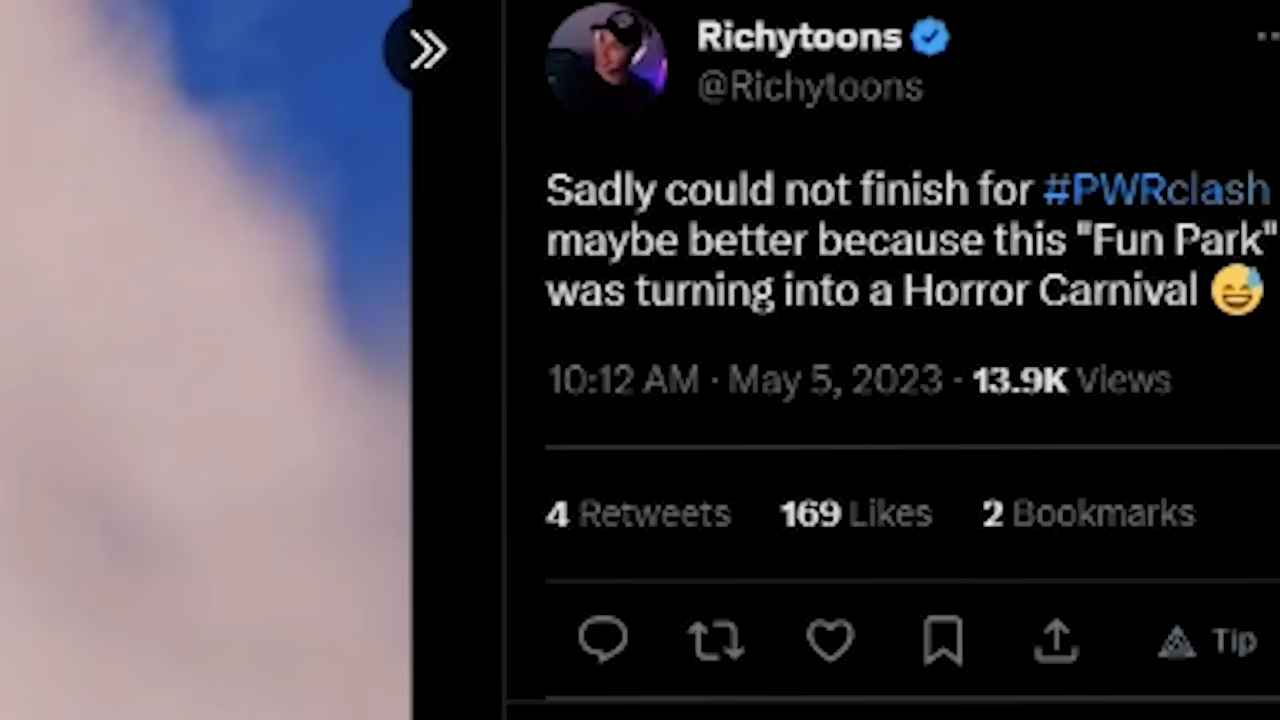 Richytoons
@Richytoons
Sadly could not finish for #PWRclash
maybe better because this "Fun Park"
was turning into a Horror Carnival 😅
10:12 AM · May 5, 2023 · 13.9K Views
4 Retweets 169 Likes 2 Bookmarks
Tip